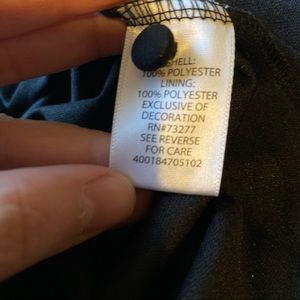 SHELL:
100% POLYESTER
LINING:
100% POLYESTER
EXCLUSIVE OF
DECORATION
RN#73277
SEE REVERSE
FOR CARE
400184705102